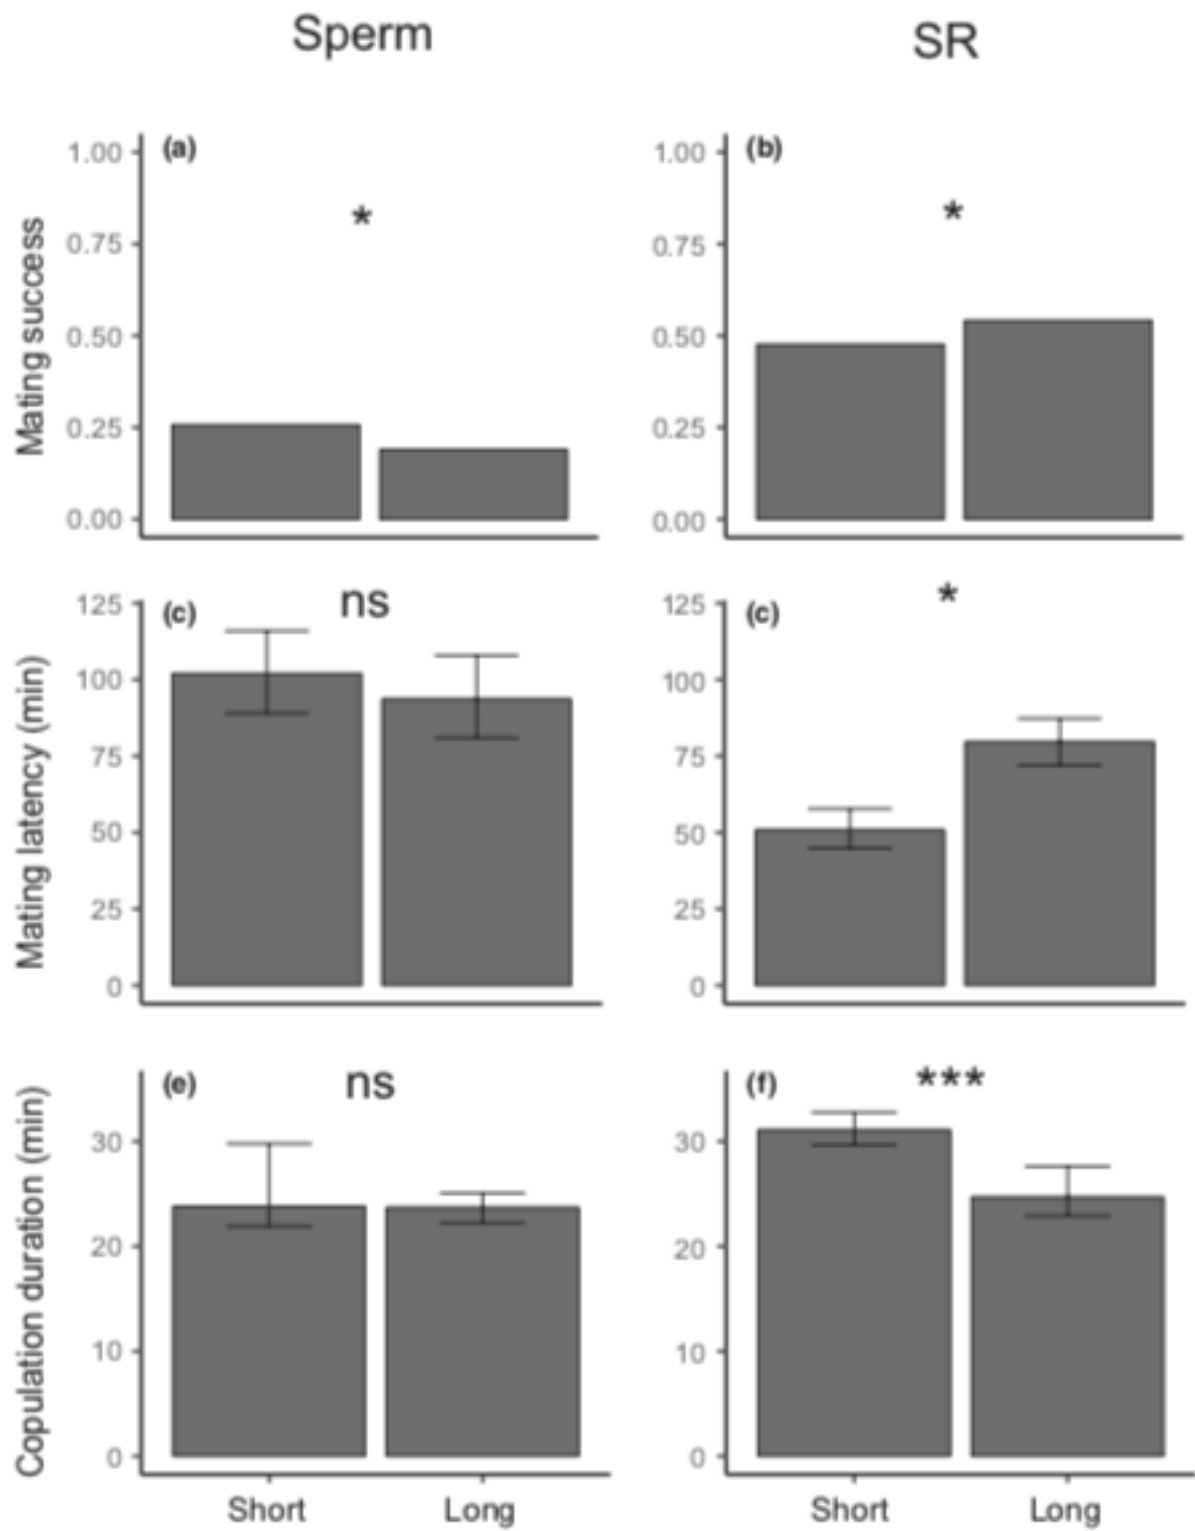 Sperm SR
(a) (b)
* *
Mating success
1.00 0.75 0.50 0.25 0.00
1.00 0.75 0.50 0.25 0.00
(c) ns (c) *
Mating latency (min)
125 100 75 50 25 0
125 100 75 50 25 0
(e) ns (f) ***
Copulation duration (min)
30 20 10 0
30 20 10 0
Short Long Short Long